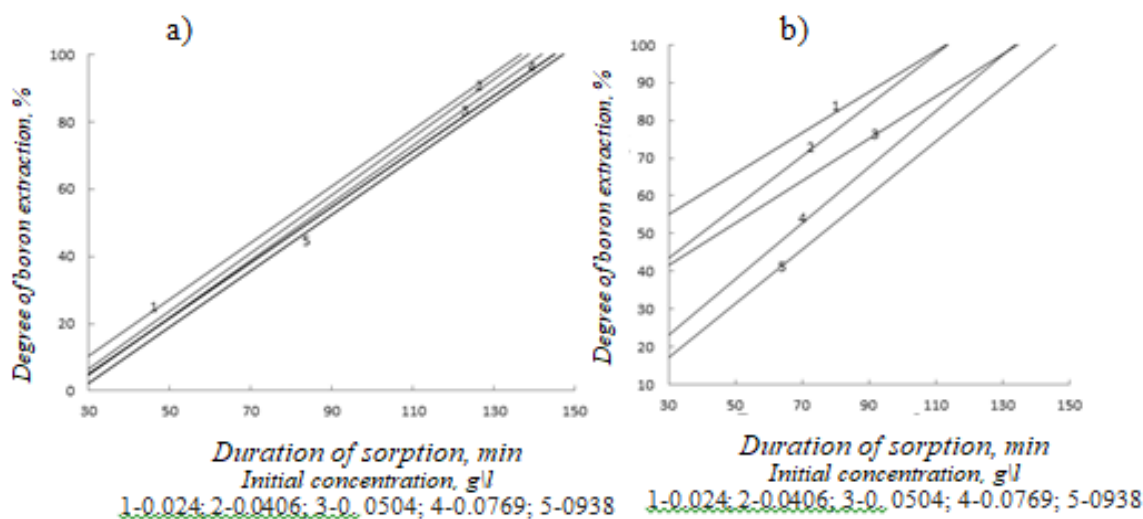 a)
Degree of boron extraction, %
100
80
60
40
20
0
30 50 70 90 110 130 150
1
2
3
4
5
Duration of sorption, min
Initial concentration, g\l
1-0.024; 2-0.0406; 3-0. 0504; 4-0.0769; 5-0938
b)
Degree of boron extraction, %
100
90
80
70
60
50
40
30
20
10
30 50 70 90 110 130 150
1
2
3
4
5
Duration of sorption, min
Initial concentration, g\l
1-0.024; 2-0.0406; 3-0. 0504; 4-0.0769; 5-0938